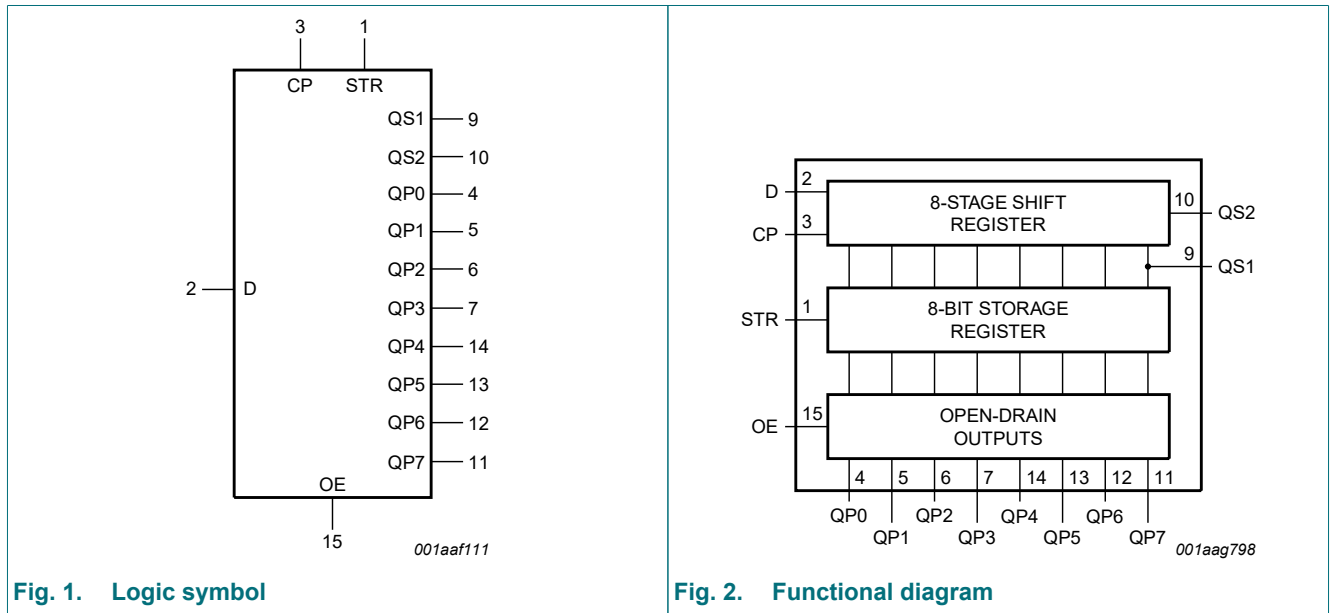 3 1
CP STR
QS1 9
QS2 10
QP0 4
QP1 5
QP2 6
2 D
QP3 7
QP4 14
QP5 13
QP6 12
QP7 11
OE
15
001aaf111
Fig. 1. Logic symbol
D 2
8-STAGE SHIFT
REGISTER
10 QS2
CP 3
9 QS1
STR 1
8-BIT STORAGE
REGISTER
OE 15
OPEN-DRAIN
OUTPUTS
4 5 6 7 14 13 12 11
QP0 QP2 QP4 QP6
QP1 QP3 QP5 QP7
001aag798
Fig. 2. Functional diagram